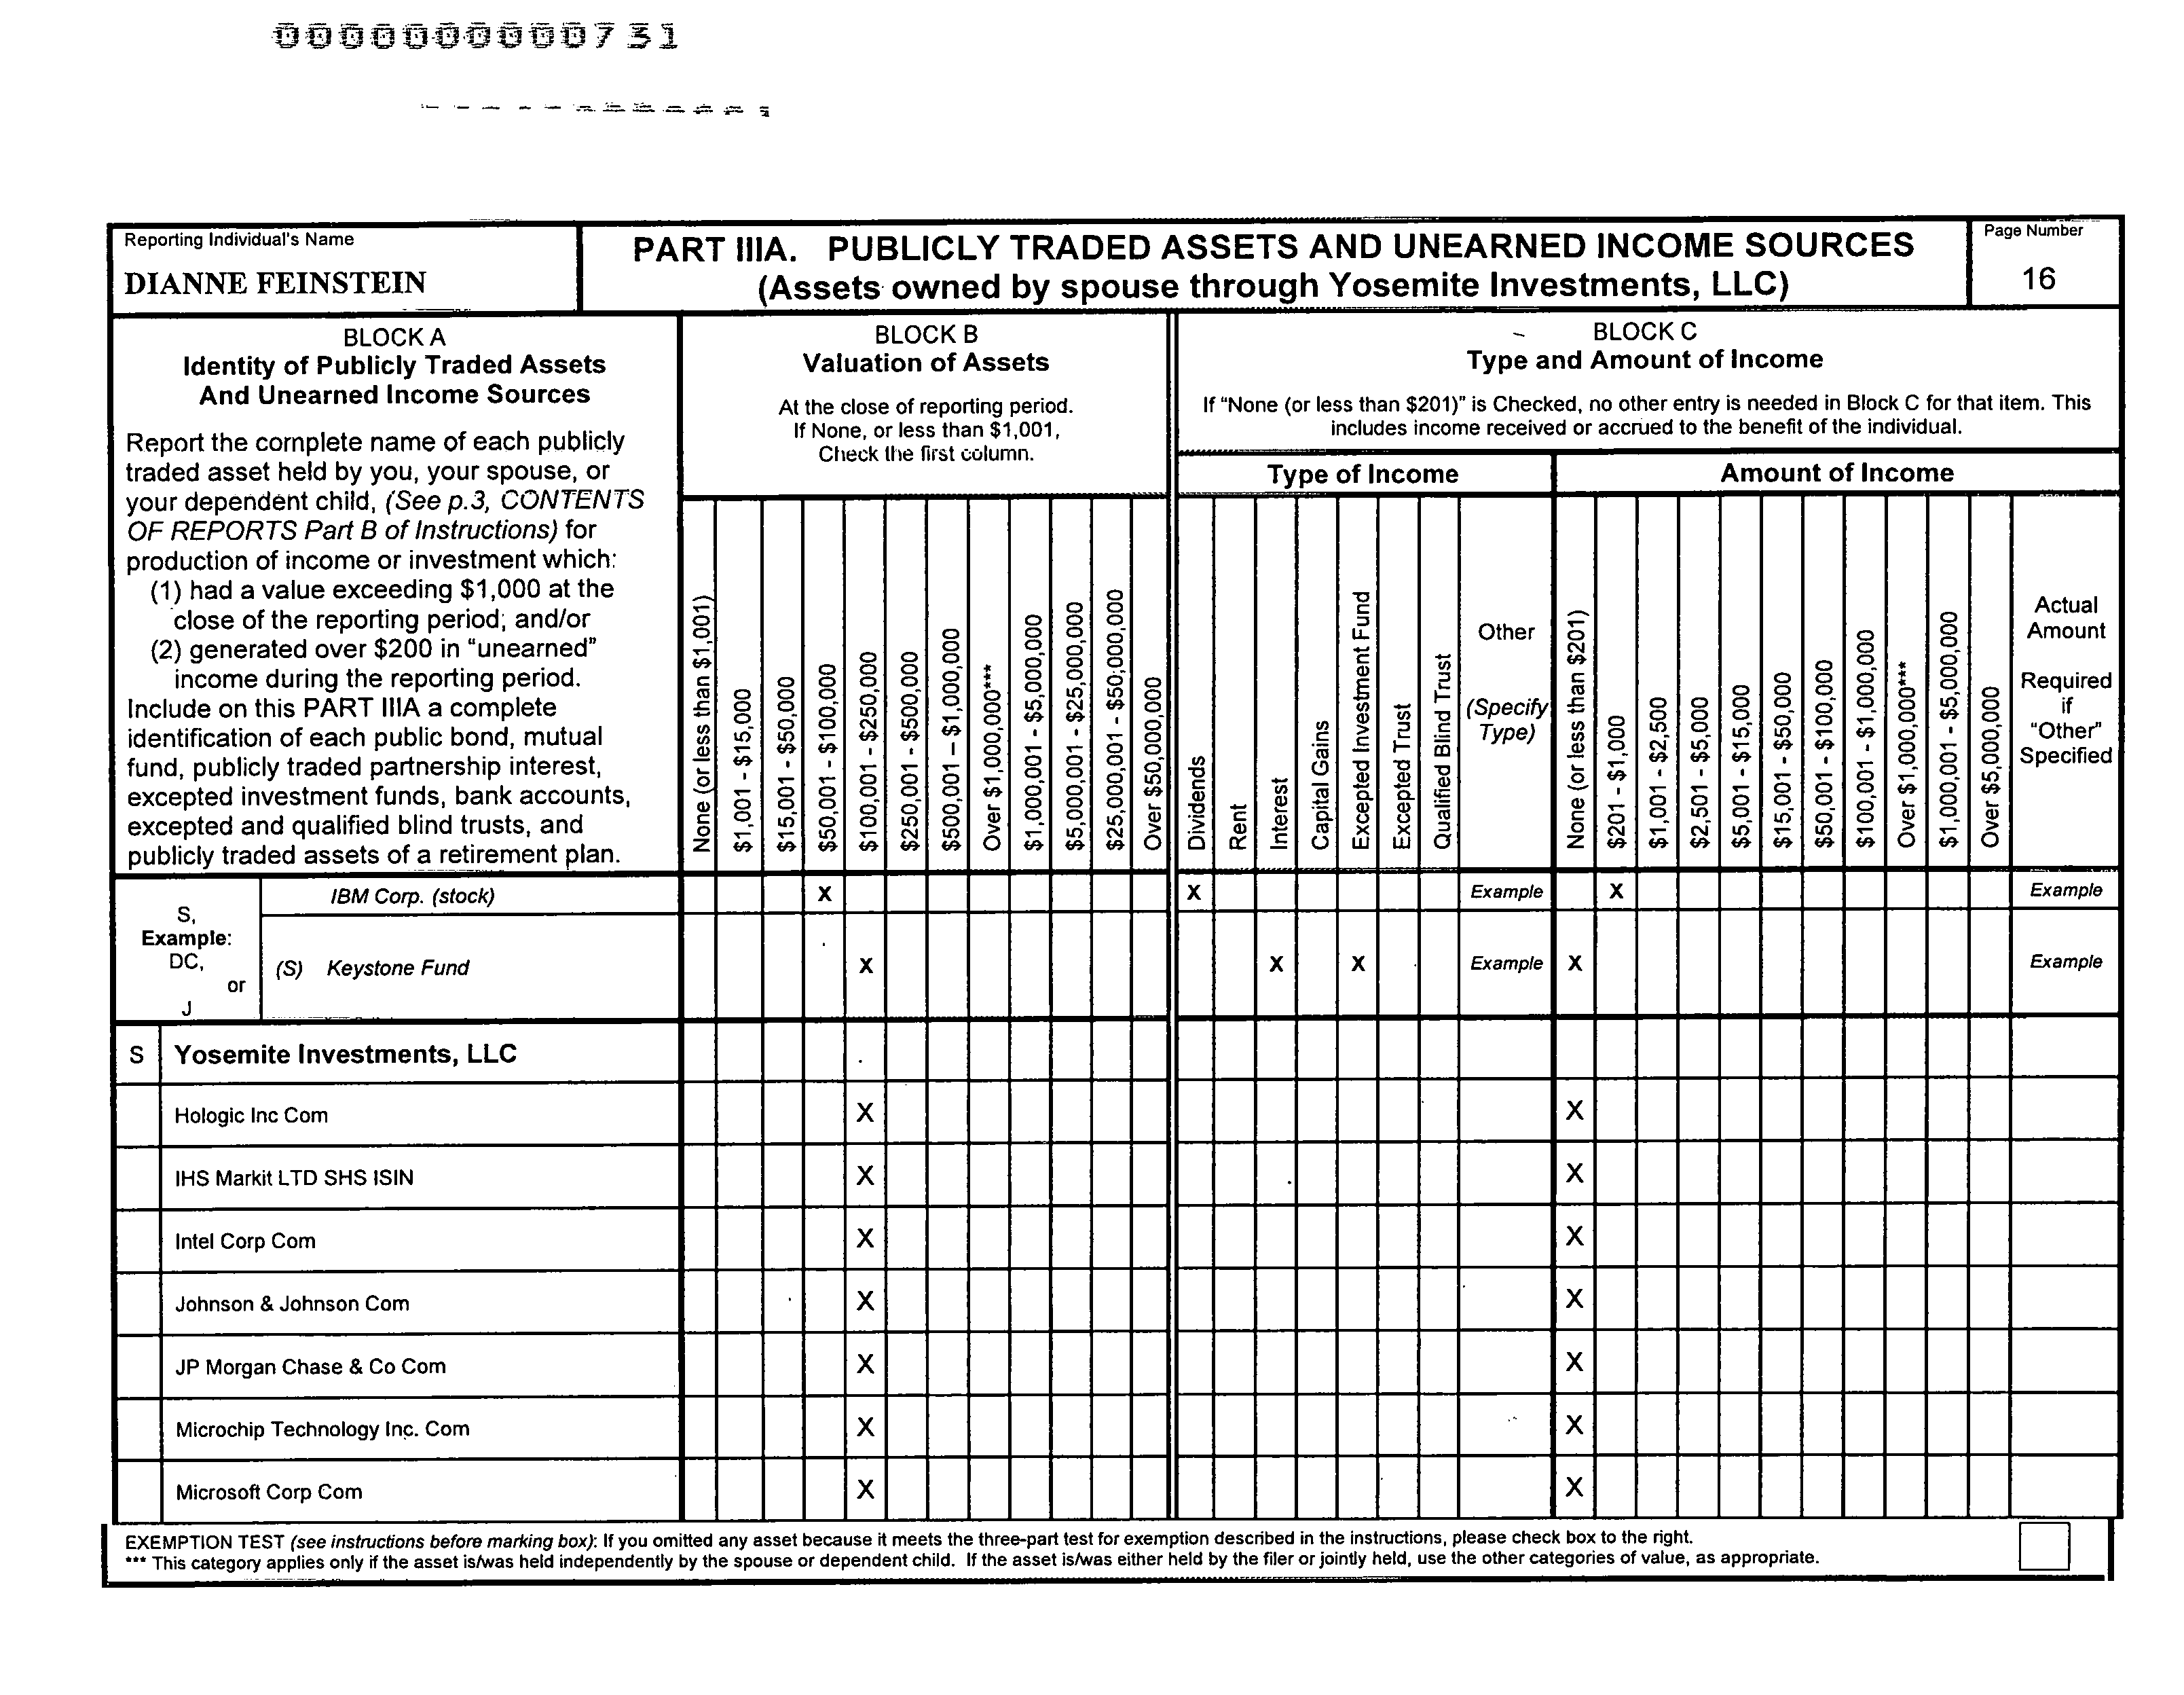 0000000000731
Reporting Individual's Name
DIANNE FEINSTEIN
PART IIIA. PUBLICLY TRADED ASSETS AND UNEARNED INCOME SOURCES
(Assets owned by spouse through Yosemite Investments, LLC)
Page Number
16
BLOCK A
Identity of Publicly Traded Assets
And Unearned Income Sources
Report the complete name of each publicly
traded asset held by you, your spouse, or
your dependent child, (See p.3, CONTENTS
OF REPORTS Part B of Instructions) for
production of income or investment which:
(1) had a value exceeding $1,000 at the
close of the reporting period; and/or
(2) generated over $200 in "unearned"
income during the reporting period.
Include on this PART IIIA a complete
identification of each public bond, mutual
fund, publicly traded partnership interest,
excepted investment funds, bank accounts,
excepted and qualified blind trusts, and
publicly traded assets of a retirement plan.
BLOCK B
Valuation of Assets
At the close of reporting period.
If None, or less than $1,001,
Check the first column.
None (or less than $1,001)
$1,001 - $15,000
$15,001 - $50,000
$50,001 - $100,000
$100,001 - $250,000
$250,001 - $500,000
$500,001 – $1,000,000
Over $1,000,000***
$1,000,001 - $5,000,000
$5,000,001 - $25,000,000
$25,000,001 - $50,000,000
Over $50,000,000
BLOCK C
Type and Amount of Income
If "None (or less than $201)" is Checked, no other entry is needed in Block C for that item. This
includes income received or accrued to the benefit of the individual.
Type of Income
Dividends
Rent
Interest
Capital Gains
Excepted Investment Fund
Excepted Trust
Qualified Blind Trust
Other
(Specify
Type)
Amount of Income
None (or less than $201)
$201 - $1,000
$1,001 - $2,500
$2,501 - $5,000
$5,001 - $15,000
$15,001 - $50,000
$50,001 - $100,000
$100,001 - $1,000,000
Over $1,000,000***
$1,000,001 - $5,000,000
Over $5,000,000
Actual
Amount
Required
if
"Other"
Specified
S,
Example:
DC,
or
J
IBM Corp. (stock) X X Example X Example
(S) Keystone Fund X X X Example X Example
S Yosemite Investments, LLC
Hologic Inc Com X X
IHS Markit LTD SHS ISIN X X
Intel Corp Com X X
Johnson & Johnson Com X X
JP Morgan Chase & Co Com X X
Microchip Technology Inc. Com X X
Microsoft Corp Com X X
EXEMPTION TEST (see instructions before marking box): If you omitted any asset because it meets the three-part test for exemption described in the instructions, please check box to the right.
*** This category applies only if the asset is/was held independently by the spouse or dependent child. If the asset is/was either held by the filer or jointly held, use the other categories of value, as appropriate.